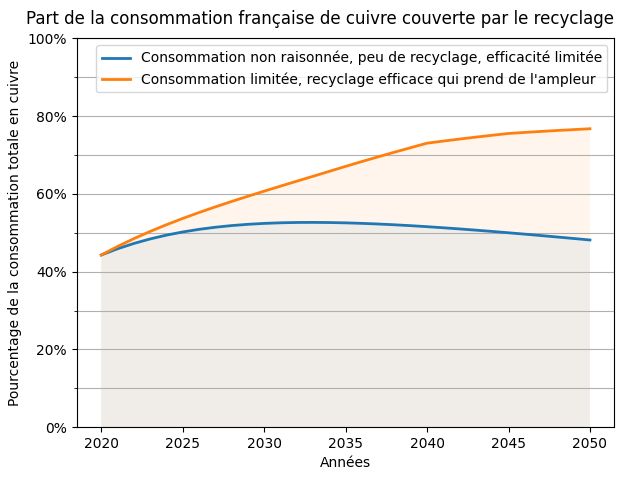 Part de la consommation française de cuivre couverte par le recyclage
Consommation non raisonnée, peu de recyclage, efficacité limitée
Consommation limitée, recyclage efficace qui prend de l'ampleur
Pourcentage de la consommation totale en cuivre
100%
80%
60%
40%
20%
0%
2020 2025 2030 2035 2040 2045 2050
Années